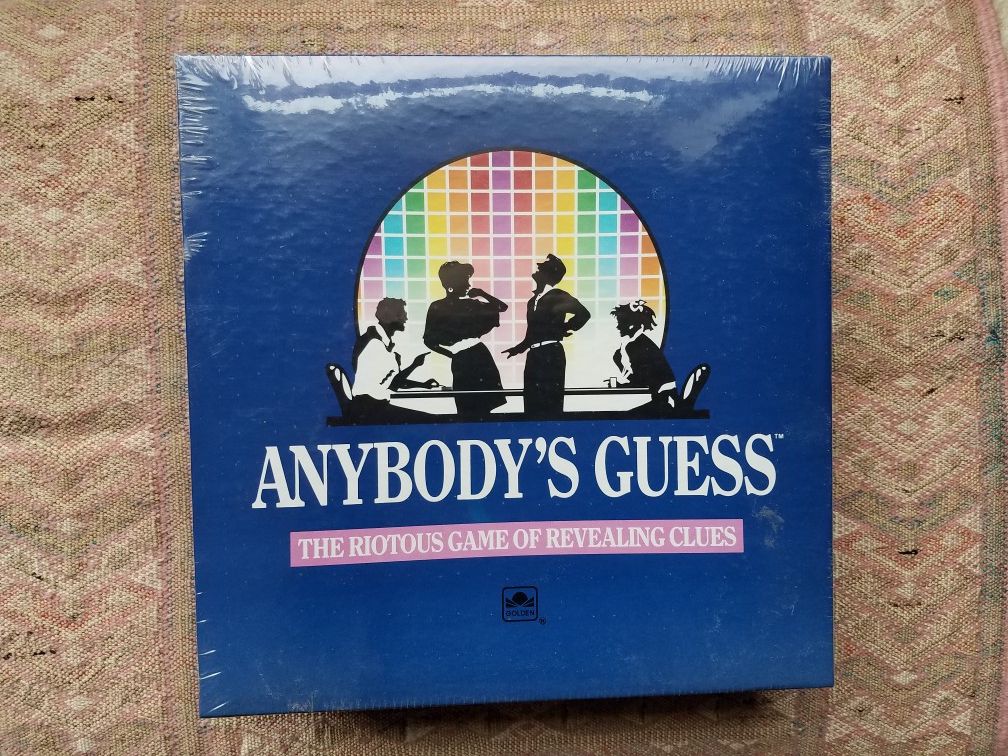 ANYBODY'S GUESS™
THE RIOTOUS GAME OF REVEALING CLUES
GOLDEN®